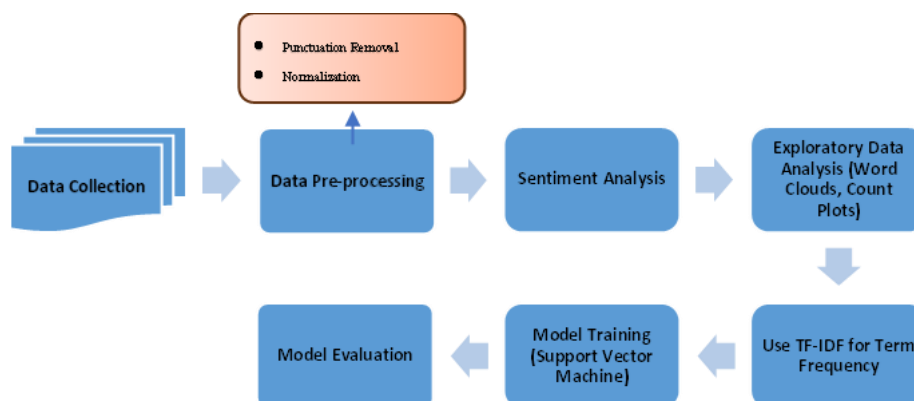 Punctuation Removal
Normalization
Data Collection
Data Pre-processing
Sentiment Analysis
Exploratory Data
Analysis (Word
Clouds, Count
Plots)
Use TF-IDF for Term
Frequency
Model Training
(Support Vector
Machine)
Model Evaluation